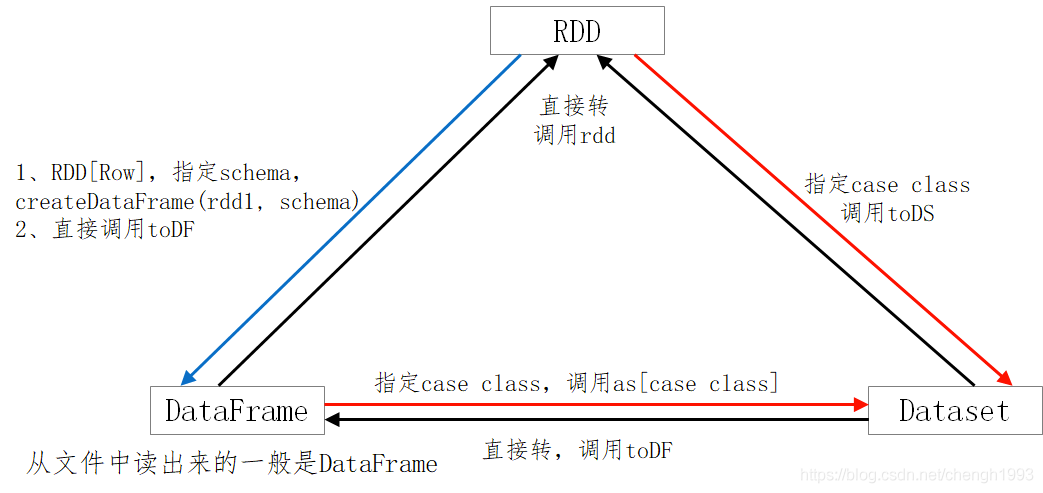 RDD
直接转
调用rdd
1、RDD[Row]，指定schema，
createDataFrame(rdd1, schema)
2、直接调用toDF
指定case class
调用toDS
指定case class，调用as[case class]
DataFrame
Dataset
直接转，调用toDF
从文件中读出来的一般是DataFrame
https://blog.csdn.net/chengh1993